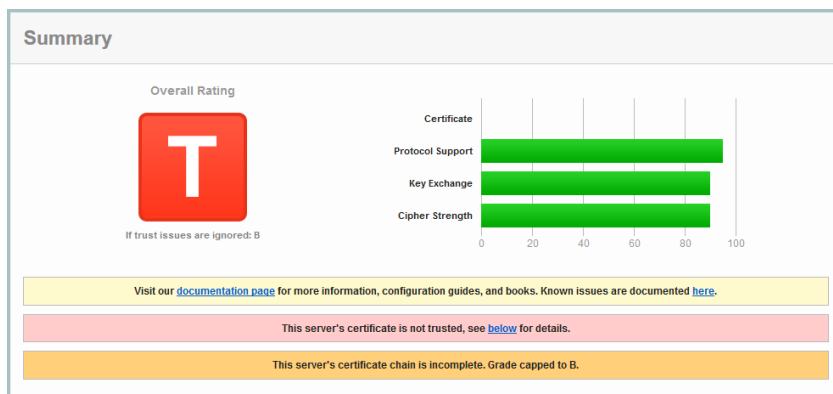 Summary
Overall Rating
T
If trust issues are ignored: B
Certificate
Protocol Support
Key Exchange
Cipher Strength
0 20 40 60 80 100
Visit our documentation page for more information, configuration guides, and books. Known issues are documented here.
This server's certificate is not trusted, see below for details.
This server's certificate chain is incomplete. Grade capped to B.